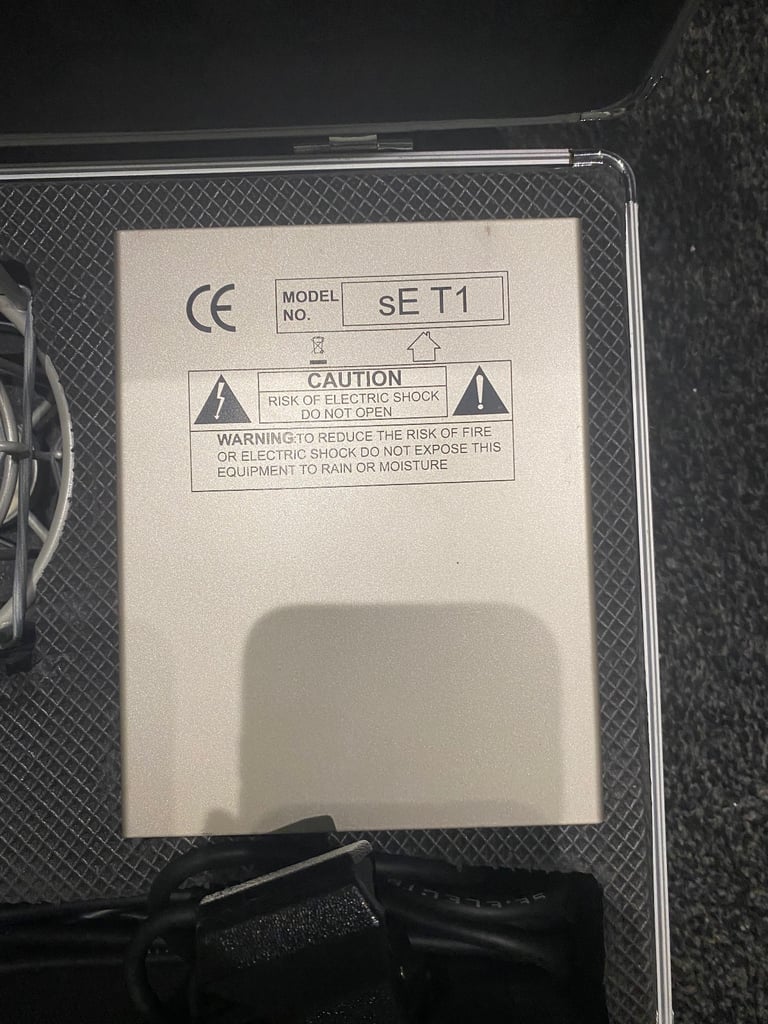 CE
MODEL NO.
sE T1
CAUTION
RISK OF ELECTRIC SHOCK
DO NOT OPEN
WARNING:TO REDUCE THE RISK OF FIRE
OR ELECTRIC SHOCK DO NOT EXPOSE THIS
EQUIPMENT TO RAIN OR MOISTURE